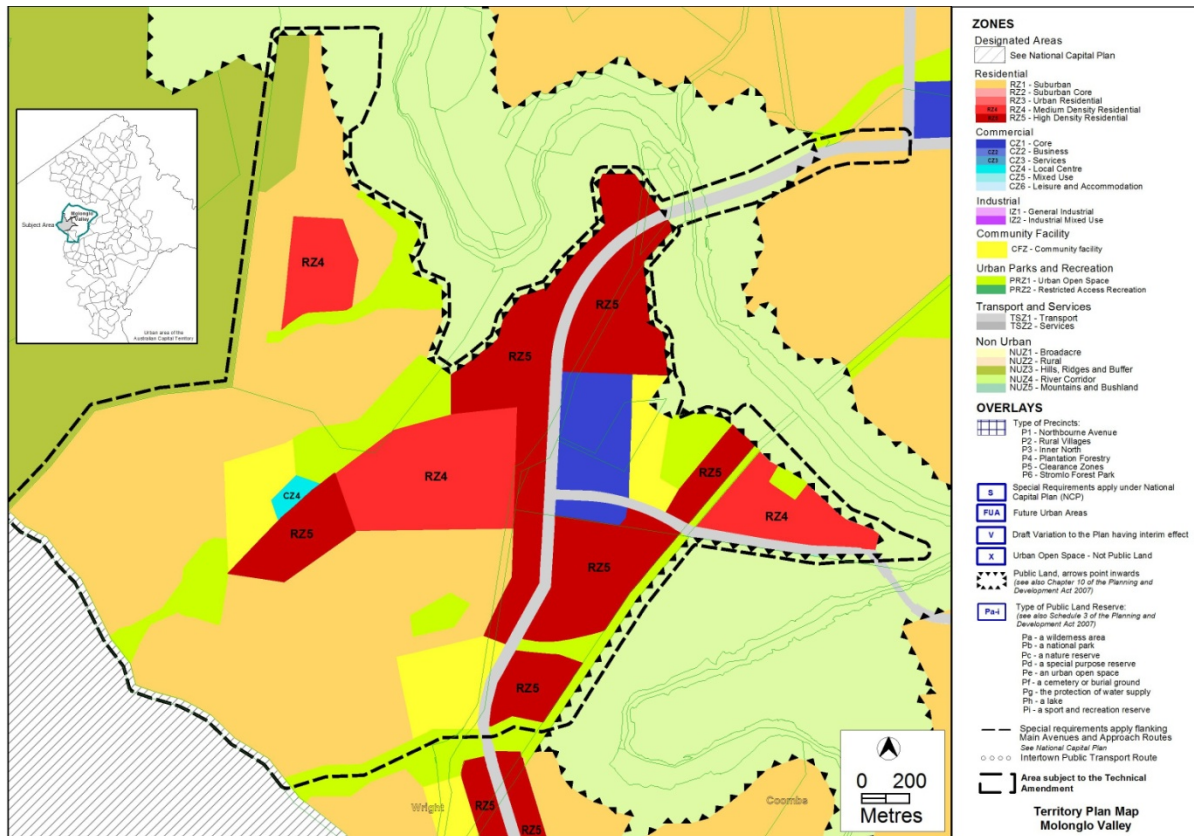 Subject Area
Molonglo
Valley
Urban area of the
Australian Capital Territory
RZ4
RZ5
RZ5
RZ4
RZ5
CZ4
RZ5
RZ4
RZ5
RZ5
RZ5
RZ5
Wright
Coombs
0 200
Metres
ZONES
Designated Areas
See National Capital Plan
Residential
RZ1 - Suburban
RZ2 - Suburban Core
RZ3 - Urban Residential
RZ4 RZ4 - Medium Density Residential
RZ5 RZ5 - High Density Residential
Commercial
CZ1 - Core
CZ2 CZ2 - Business
CZ3 CZ3 - Services
CZ4 - Local Centre
CZ5 - Mixed Use
CZ6 - Leisure and Accommodation
Industrial
IZ1 - General Industrial
IZ2 - Industrial Mixed Use
Community Facility
CFZ - Community facility
Urban Parks and Recreation
PRZ1 - Urban Open Space
PRZ2 - Restricted Access Recreation
Transport and Services
TSZ1 - Transport
TSZ2 - Services
Non Urban
NUZ1 - Broadacre
NUZ2 - Rural
NUZ3 - Hills, Ridges and Buffer
NUZ4 - River Corridor
NUZ5 - Mountains and Bushland
OVERLAYS
Type of Precincts:
P1 - Northbourne Avenue
P2 - Rural Villages
P3 - Inner North
P4 - Plantation Forestry
P5 - Clearance Zones
P6 - Stromlo Forest Park
S Special Requirements apply under National
Capital Plan (NCP)
FUA Future Urban Areas
V Draft Variation to the Plan having interim effect
X Urban Open Space - Not Public Land
Public Land, arrows point inwards
(see also Chapter 10 of the Planning and
Development Act 2007)
Pa-i Type of Public Land Reserve:
(see also Schedule 3 of the Planning and
Development Act 2007)
Pa - a wilderness area
Pb - a national park
Pc - a nature reserve
Pd - a special purpose reserve
Pe - an urban open space
Pf - a cemetery or burial ground
Pg - the protection of water supply
Ph - a lake
Pi - a sport and recreation reserve
Special requirements apply flanking
Main Avenues and Approach Routes
See National Capital Plan
Intertown Public Transport Route
Area subject to the Technical
Amendment
Territory Plan Map
Molonglo Valley